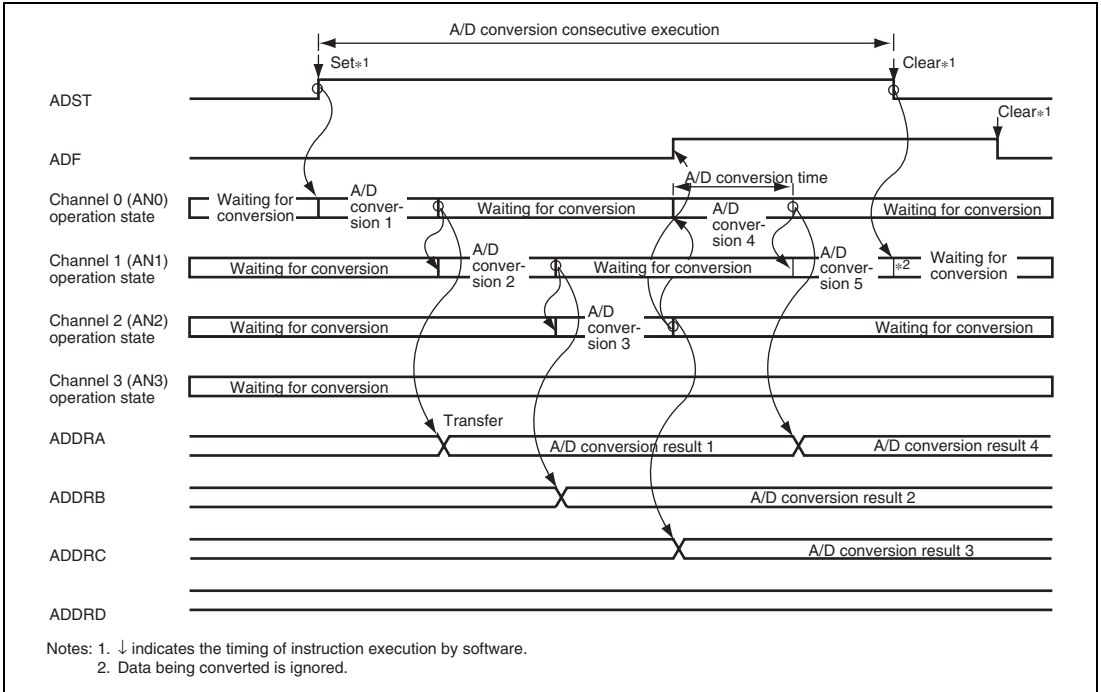 A/D conversion consecutive execution
Set*1
Clear*1
ADST
Clear*1
ADF
A/D conversion time
Channel 0 (AN0)
operation state
Waiting for
conversion
A/D
conver-
sion 1
Waiting for conversion
A/D
conver-
sion 4
Waiting for conversion
Channel 1 (AN1)
operation state
Waiting for conversion
A/D
conver-
sion 2
Waiting for conversion
A/D
conver-
sion 5
*2
Waiting for
conversion
Channel 2 (AN2)
operation state
Waiting for conversion
A/D
conver-
sion 3
Waiting for conversion
Channel 3 (AN3)
operation state
Waiting for conversion
Transfer
ADDRA
A/D conversion result 1
A/D conversion result 4
ADDRB
A/D conversion result 2
ADDRC
A/D conversion result 3
ADDRD
Notes: 1. ↓ indicates the timing of instruction execution by software.
2. Data being converted is ignored.